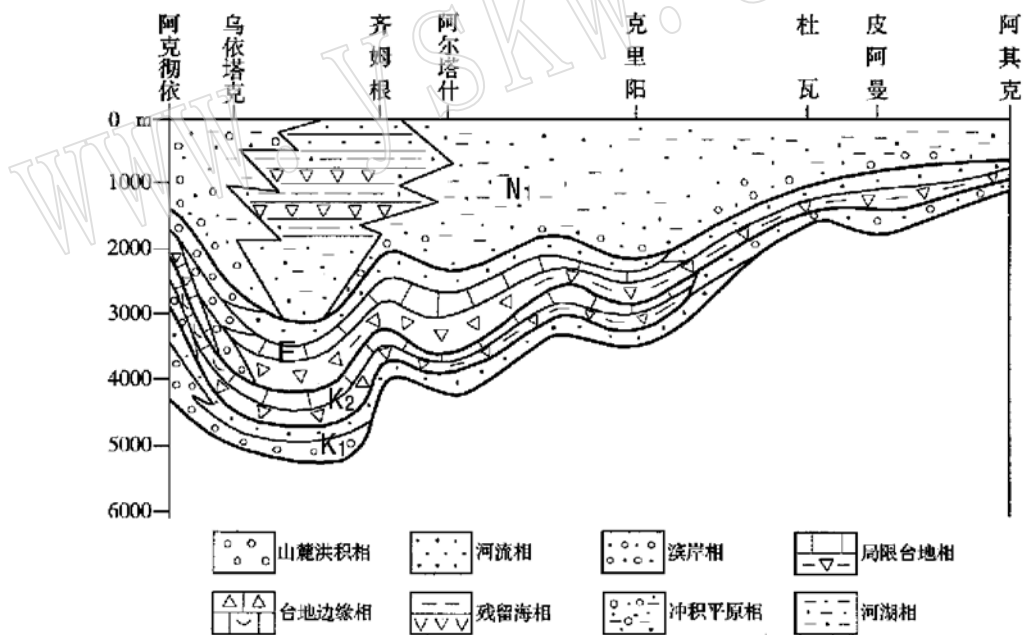 阿克彻依
乌依塔克
齐姆根
阿尔塔什
克里阳
杜瓦
皮阿曼
阿其克
0 m
1000
2000
3000
4000
5000
6000
N1
E
K2
K1
山麓洪积相
河流相
滨岸相
局限台地相
台地边缘相
残留海相
冲积平原相
河湖相